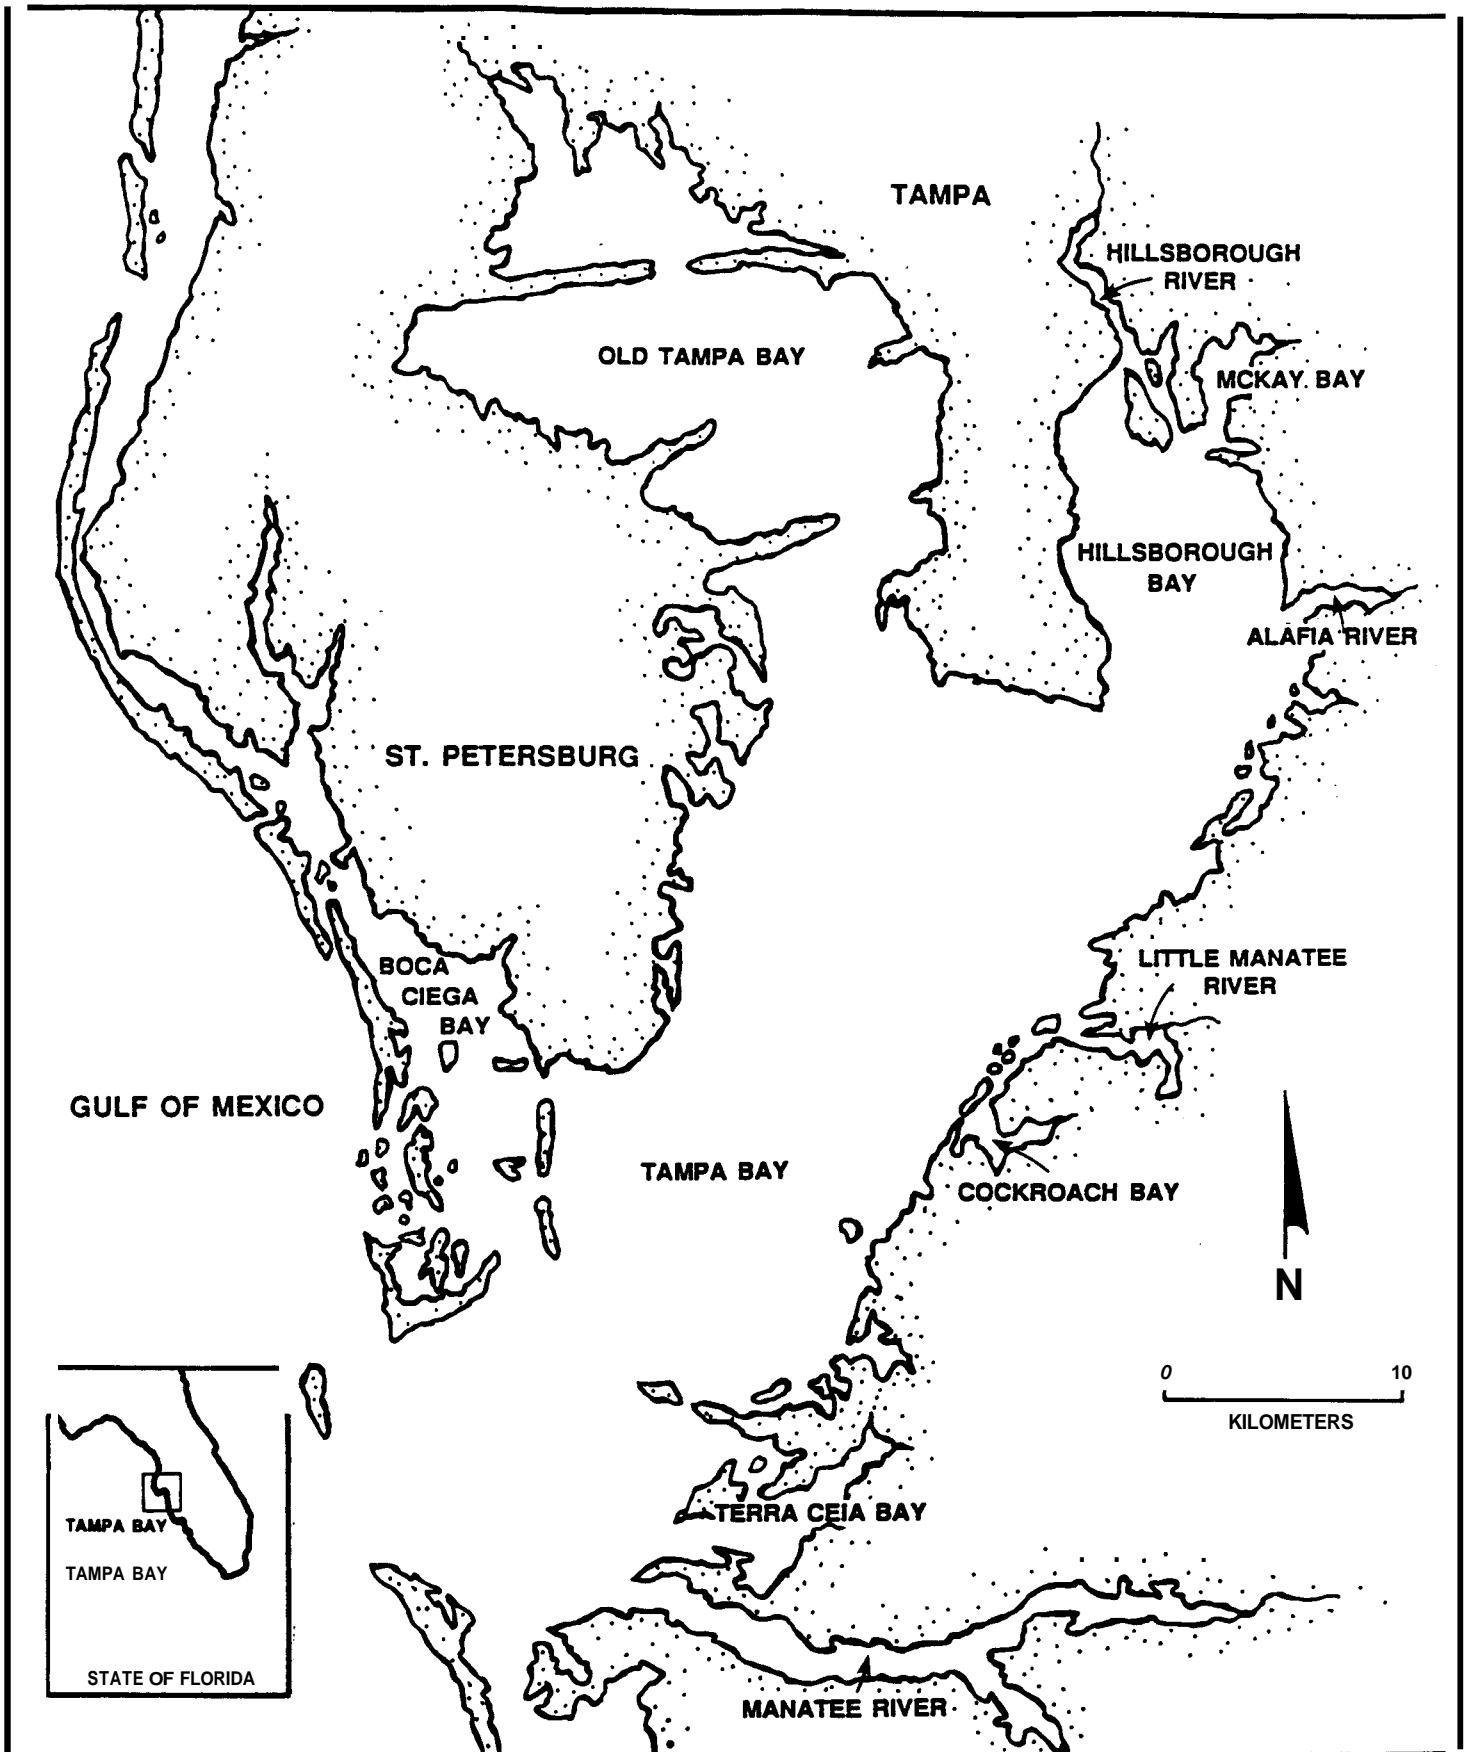 TAMPA
HILLSBOROUGH
RIVER
OLD TAMPA BAY
MCKAY BAY
HILLSBOROUGH
BAY
ALAFIA RIVER
ST. PETERSBURG
LITTLE MANATEE
RIVER
BOCA
CIEGA
BAY
GULF OF MEXICO
TAMPA BAY
COCKROACH BAY
N
0 10
KILOMETERS
TERRA CEIA BAY
TAMPA BAY
TAMPA BAY
STATE OF FLORIDA
MANATEE RIVER